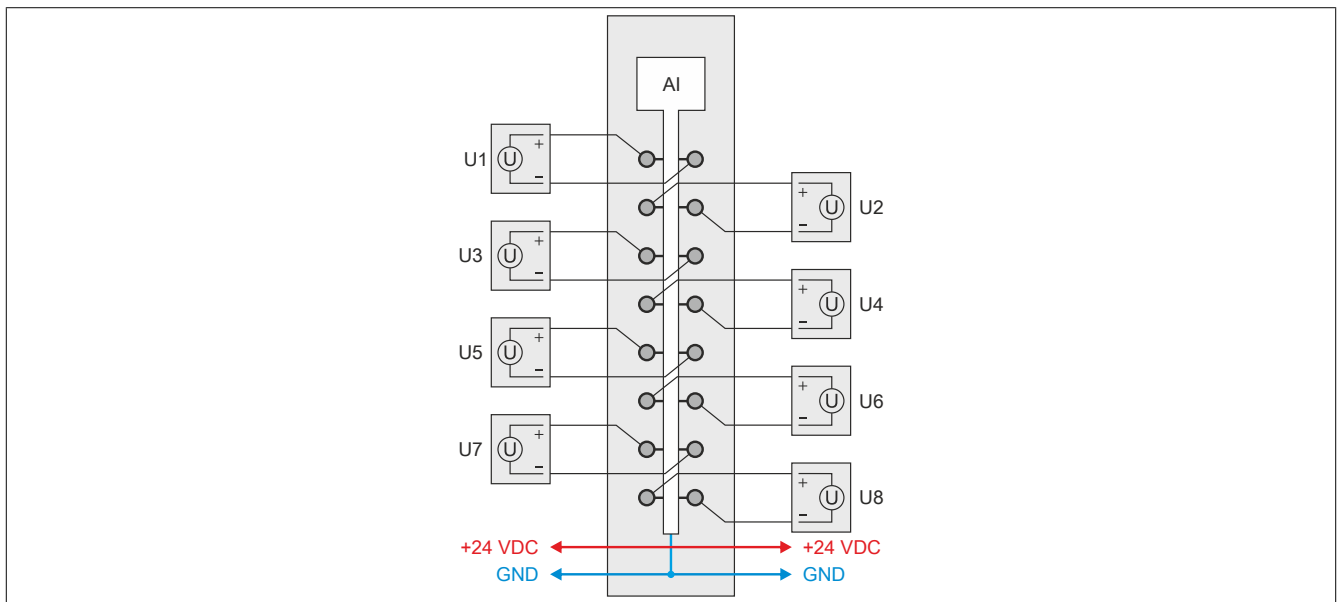 AI
U1 U + −
+ − U U2
U3 U + −
+ − U U4
U5 U + −
+ − U U6
U7 U + −
+ − U U8
+24 VDC +24 VDC
GND GND